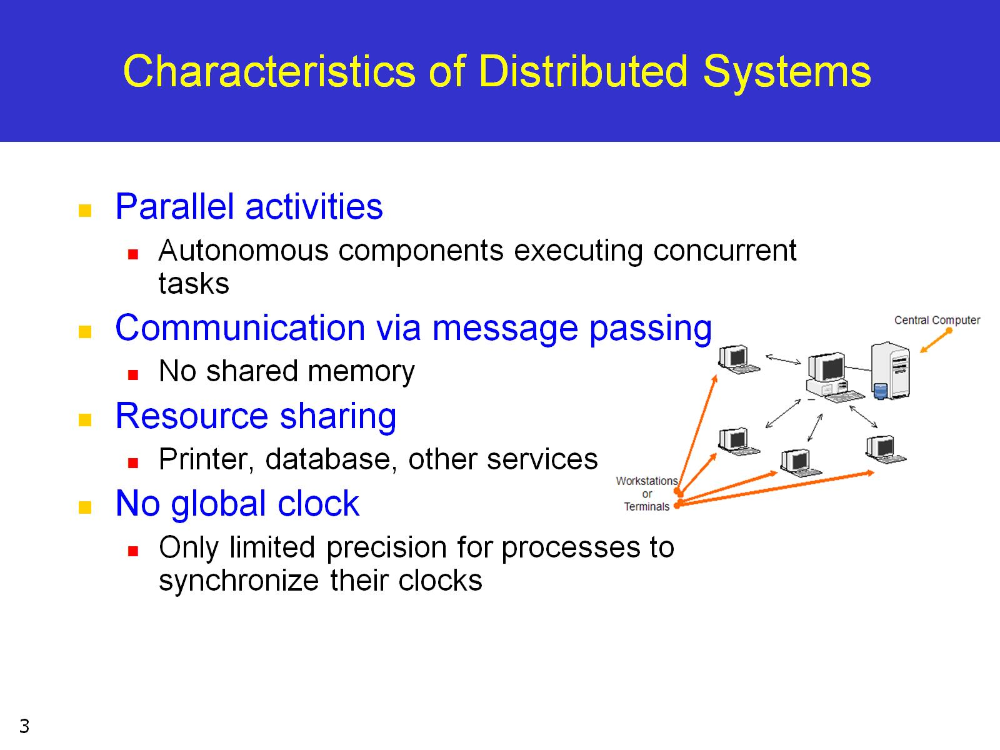 Characteristics of Distributed Systems
Parallel activities
Autonomous components executing concurrent
tasks
Communication via message passing
No shared memory
Resource sharing
Printer, database, other services
No global clock
Only limited precision for processes to
synchronize their clocks
Central Computer
Workstations
or
Terminals
3